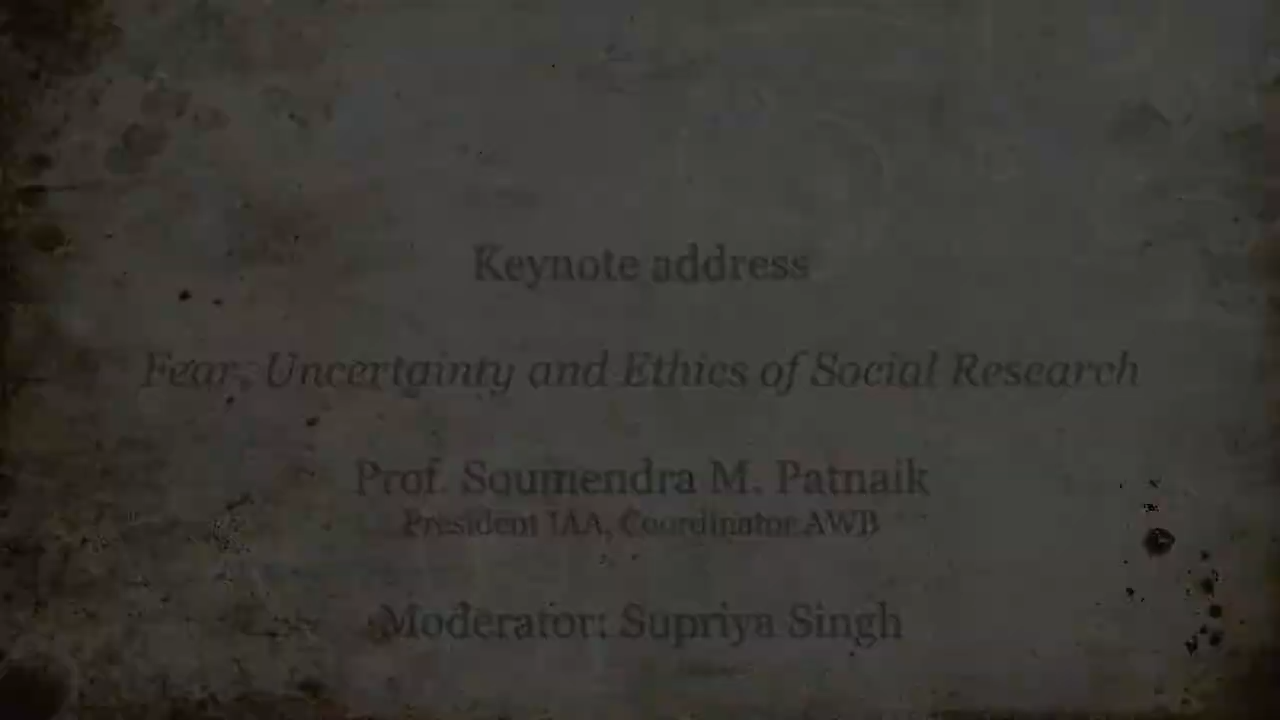 Keynote address
Fear, Uncertainty and Ethics of Social Research
Prof. Soumendra M. Patnaik
President IAA, Coordinator AWB
Moderator: Supriya Singh